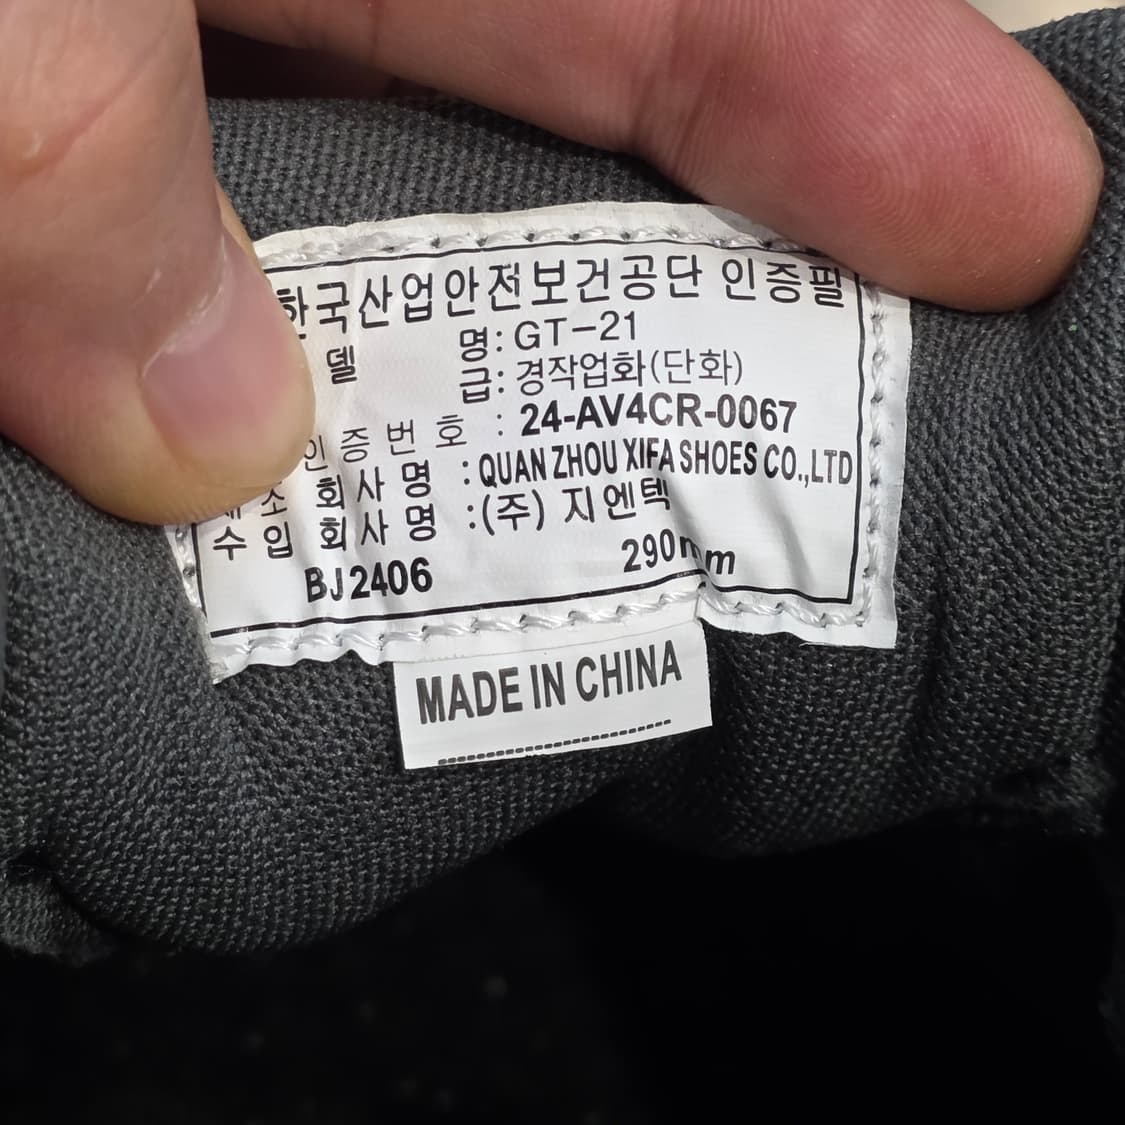 한국산업안전보건공단 인증필
델 명: GT-21
급: 경작업화(단화)
인증번호 : 24-AV4CR-0067
소 회사명 :QUAN ZHOU XIFA SHOES CO.,LTD
수입 회사명 :(주) 지엔텍
BJ2406 290mm
MADE IN CHINA